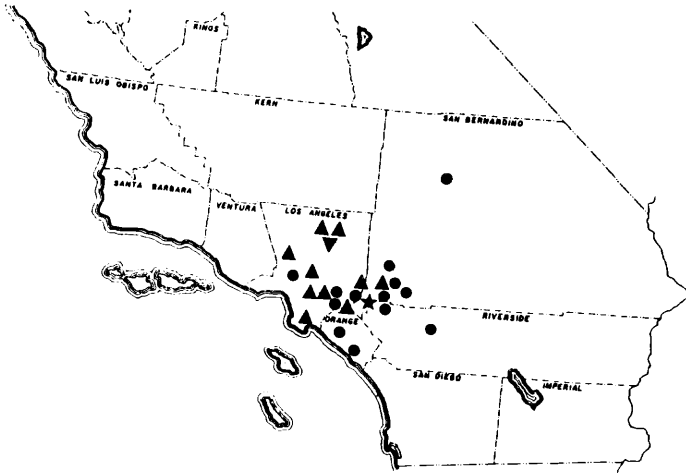 KINGS
SAN LUIS OBISPO
KERN
SAN BERNARDINO
SANTA BARBARA
VENTURA
LOS ANGELES
ORANGE
RIVERSIDE
SAN DIEGO
IMPERIAL